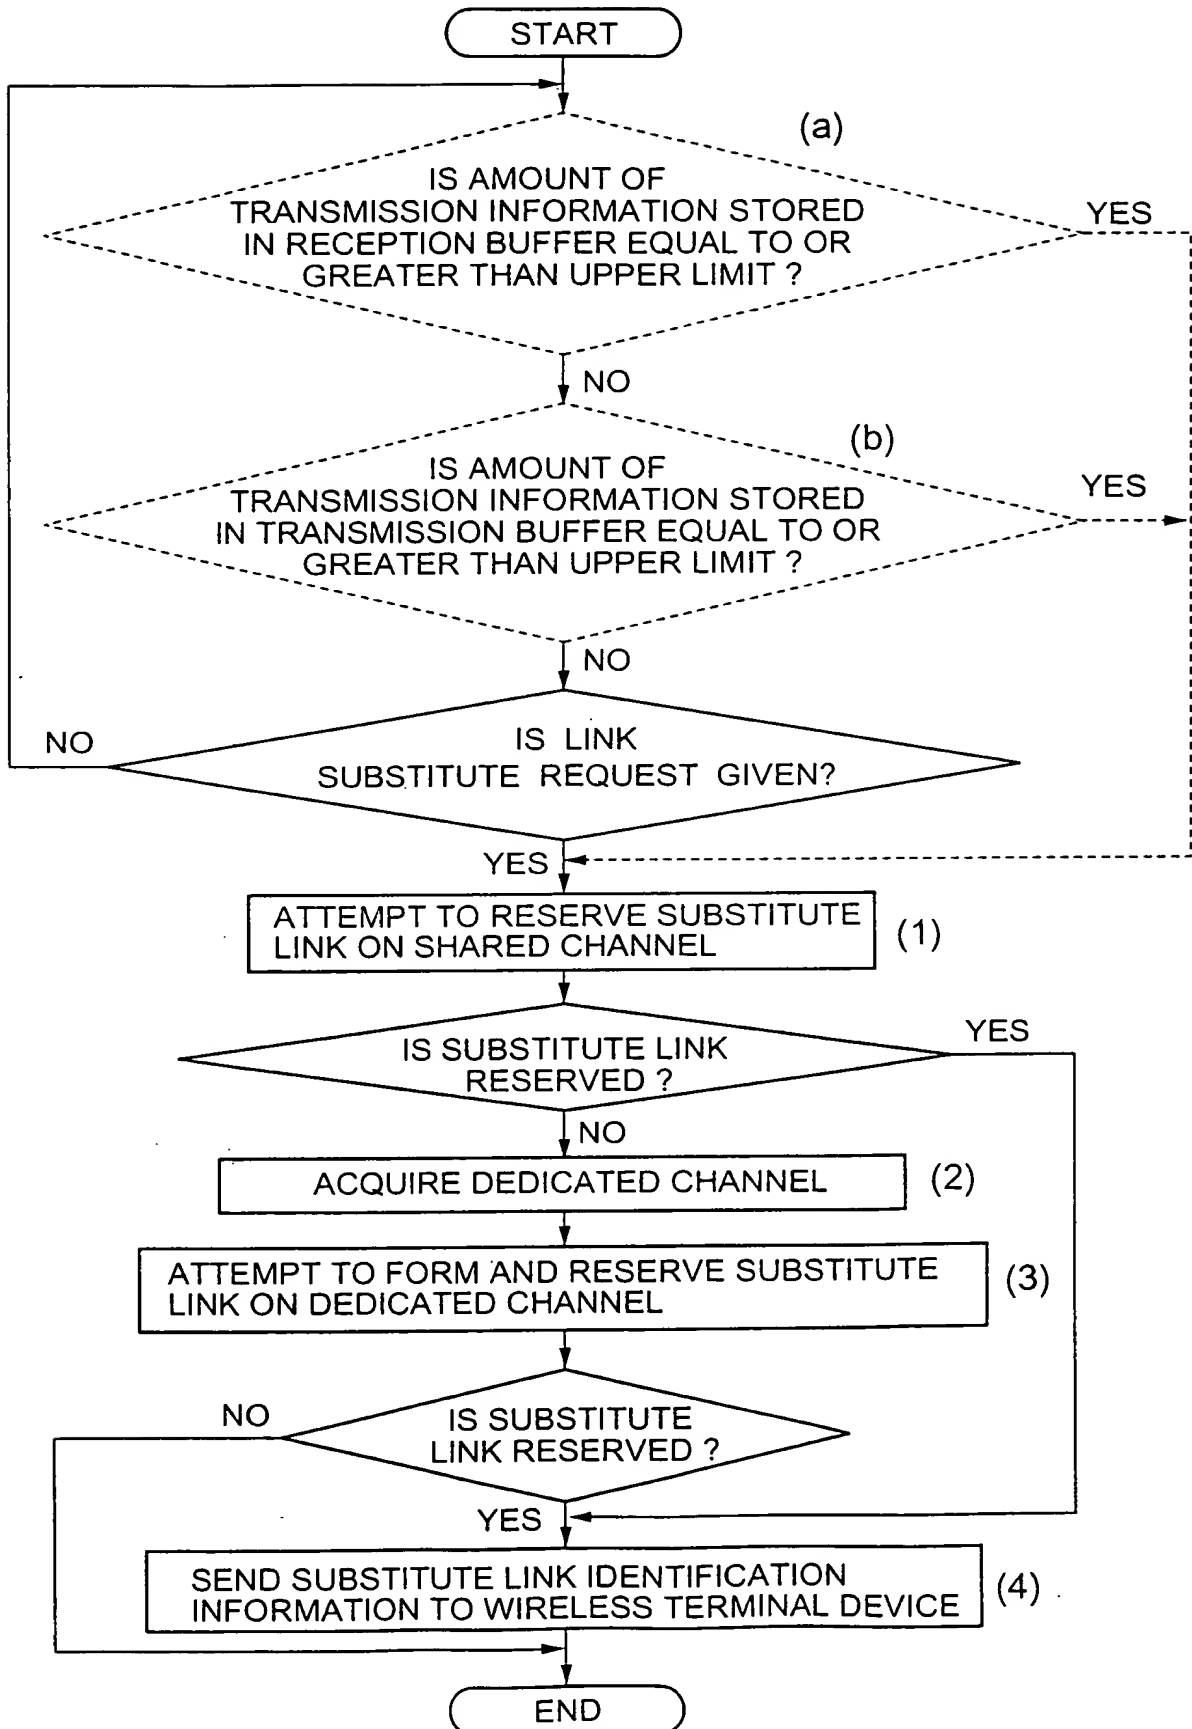 START
(a)
IS AMOUNT OF
TRANSMISSION INFORMATION STORED
IN RECEPTION BUFFER EQUAL TO OR
GREATER THAN UPPER LIMIT ?
YES
NO
(b)
IS AMOUNT OF
TRANSMISSION INFORMATION STORED
IN TRANSMISSION BUFFER EQUAL TO OR
GREATER THAN UPPER LIMIT ?
YES
NO
IS LINK
SUBSTITUTE REQUEST GIVEN?
NO
YES
ATTEMPT TO RESERVE SUBSTITUTE
LINK ON SHARED CHANNEL
(1)
IS SUBSTITUTE LINK
RESERVED ?
YES
NO
ACQUIRE DEDICATED CHANNEL
(2)
ATTEMPT TO FORM AND RESERVE SUBSTITUTE
LINK ON DEDICATED CHANNEL
(3)
IS SUBSTITUTE
LINK RESERVED ?
NO
YES
SEND SUBSTITUTE LINK IDENTIFICATION
INFORMATION TO WIRELESS TERMINAL DEVICE
(4)
END